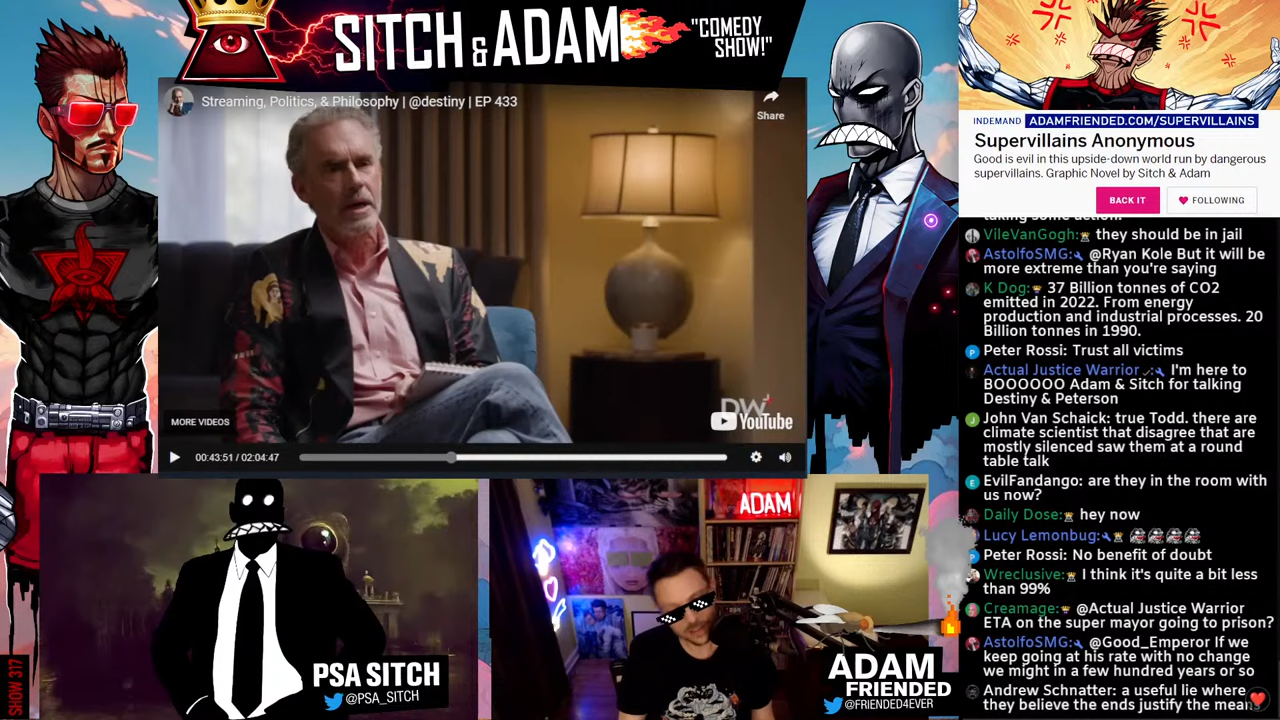 SITCH & ADAM
"COMEDY
SHOW!"
Streaming, Politics, & Philosophy | @destiny | EP 433
Share
MORE VIDEOS
DW+
YouTube
00:43:51 / 02:04:47
INDEMAND ADAMFRIENDED.COM/SUPERVILLAINS
Supervillains Anonymous
Good is evil in this upside-down world run by dangerous
supervillains. Graphic Novel by Sitch & Adam
BACK IT
FOLLOWING
taking some action.
VileVanGogh: they should be in jail
AstolfoSMG: @Ryan Kole But it will be
more extreme than you're saying
K Dog: 37 Billion tonnes of CO2
emitted in 2022. From energy
production and industrial processes. 20
Billion tonnes in 1990.
Peter Rossi: Trust all victims
Actual Justice Warrior : I'm here to
BOOOOOO Adam & Sitch for talking
Destiny & Peterson
John Van Schaick: true Todd. there are
climate scientist that disagree that are
mostly silenced saw them at a round
table talk
EvilFandango: are they in the room with
us now?
Daily Dose: hey now
Lucy Lemonbug:
Peter Rossi: No benefit of doubt
Wreclusive: I think it's quite a bit less
than 99%
Creamage: @Actual Justice Warrior
ETA on the super mayor going to prison?
AstolfoSMG: @Good_Emperor If we
keep going at his rate with no change
we might in a few hundred years or so
Andrew Schnatter: a useful lie where
they believe the ends justify the mean
SHOW 317
PSA SITCH
@PSA_SITCH
ADAM
ADAM
FRIENDED
@FRIENDED4EVER